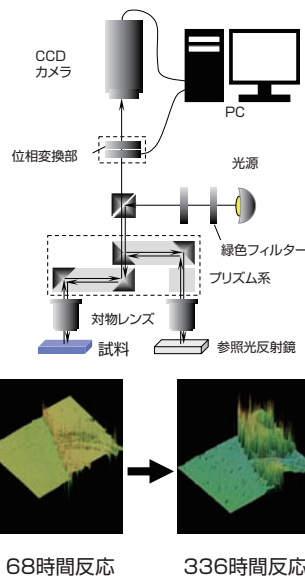 CCD
カメラ
PC
位相変換部
光源
緑色フィルター
プリズム系
対物レンズ
試料
参照光反射鏡
68時間反応
336時間反応